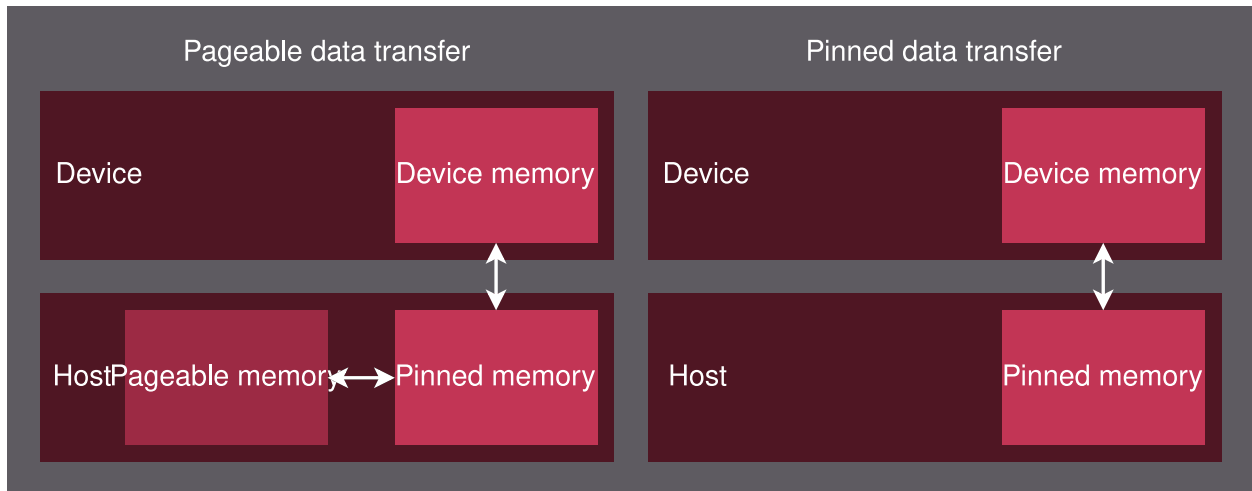 Pageable data transfer
Device
Device memory
Host
Pageable memory
Pinned memory
Pinned data transfer
Device
Device memory
Host
Pinned memory